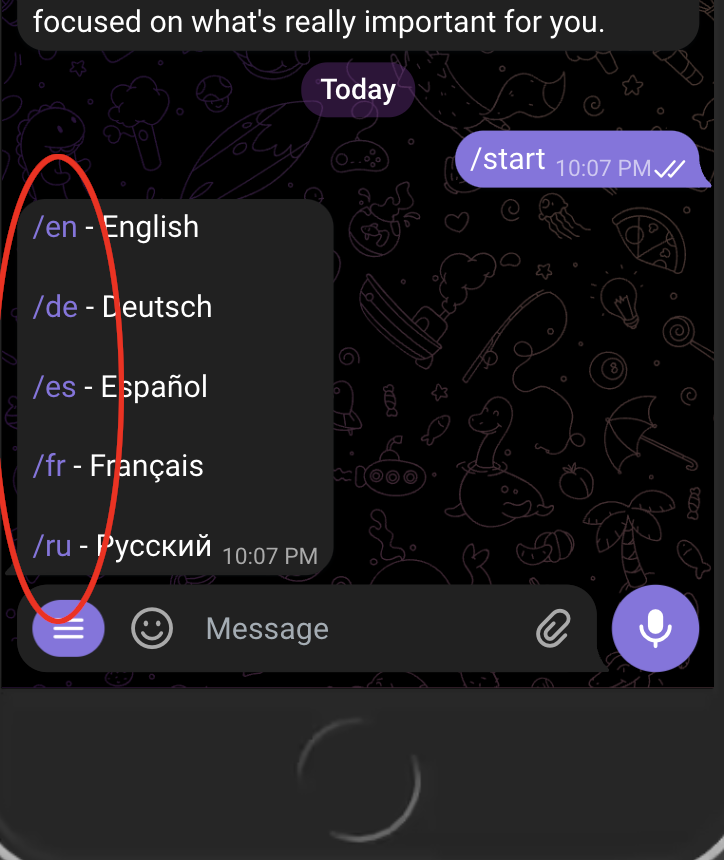 focused on what's really important for you.
Today
/start 10:07 PM
/en - English
/de - Deutsch
/es - Español
/fr - Français
/ru - Русский 10:07 PM
Message